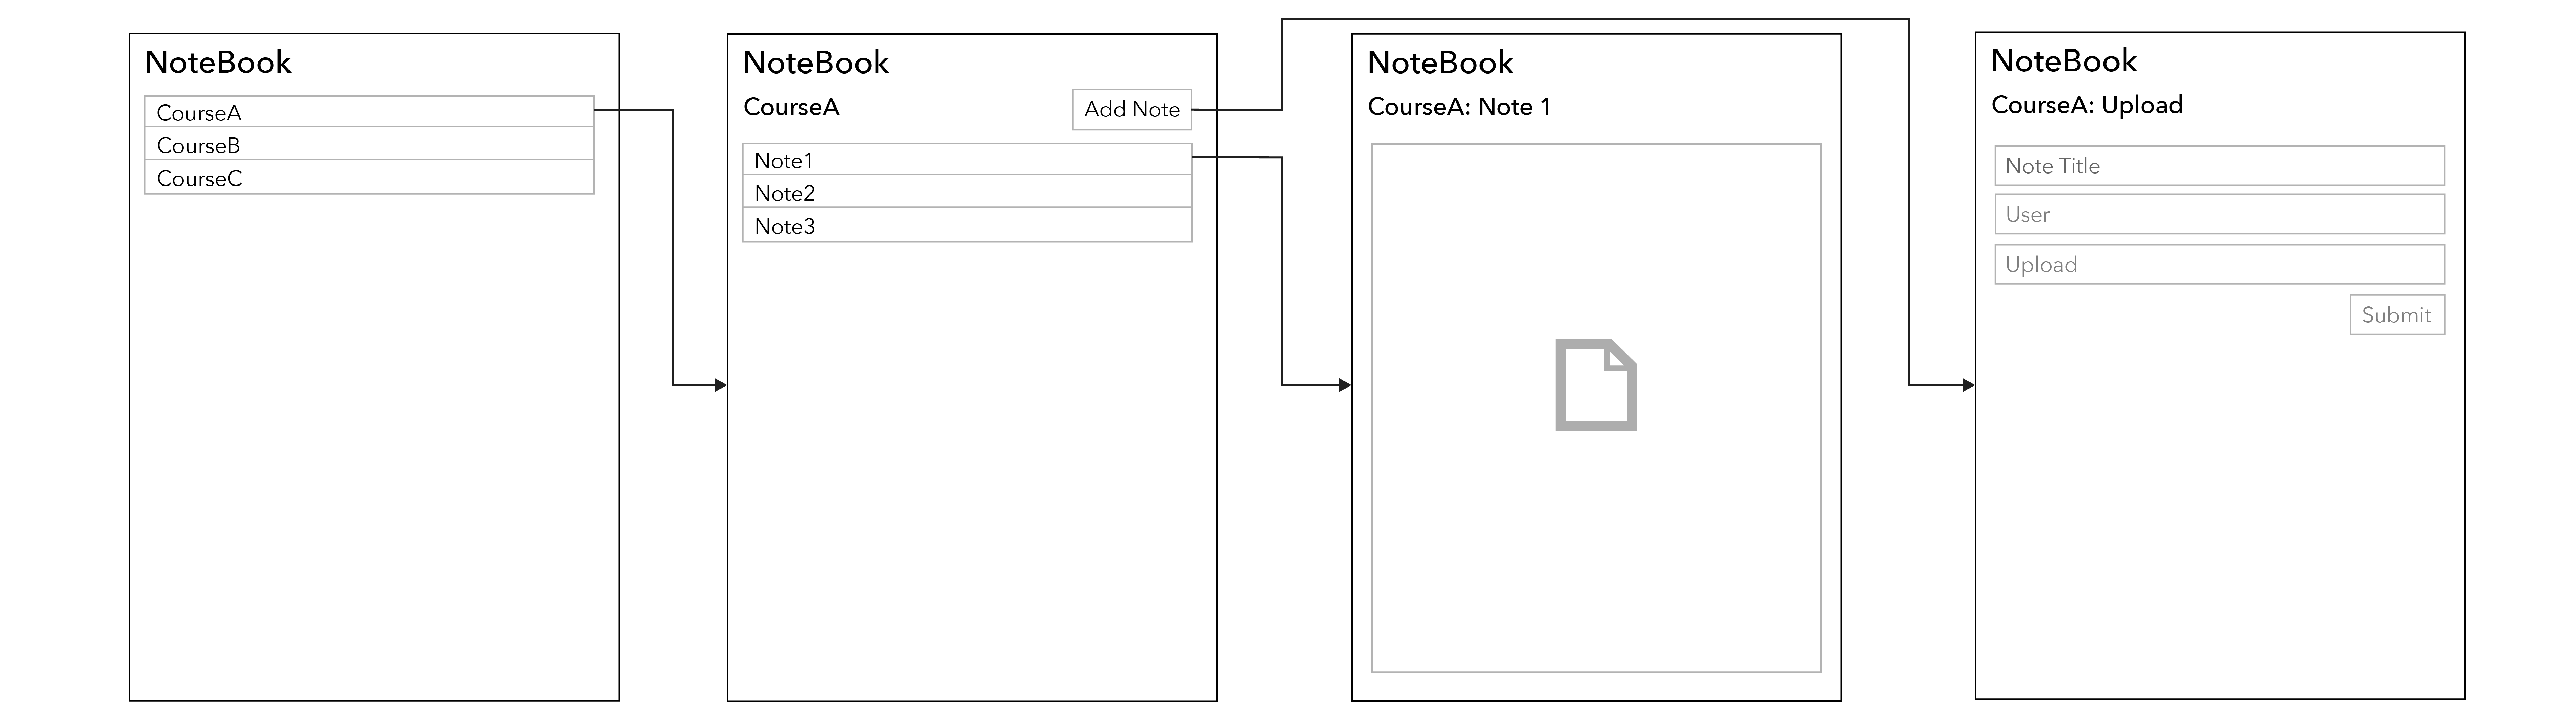 NoteBook
CourseA
CourseB
CourseC
NoteBook
CourseA
Add Note
Note1
Note2
Note3
NoteBook
CourseA: Note 1
NoteBook
CourseA: Upload
Note Title
User
Upload
Submit